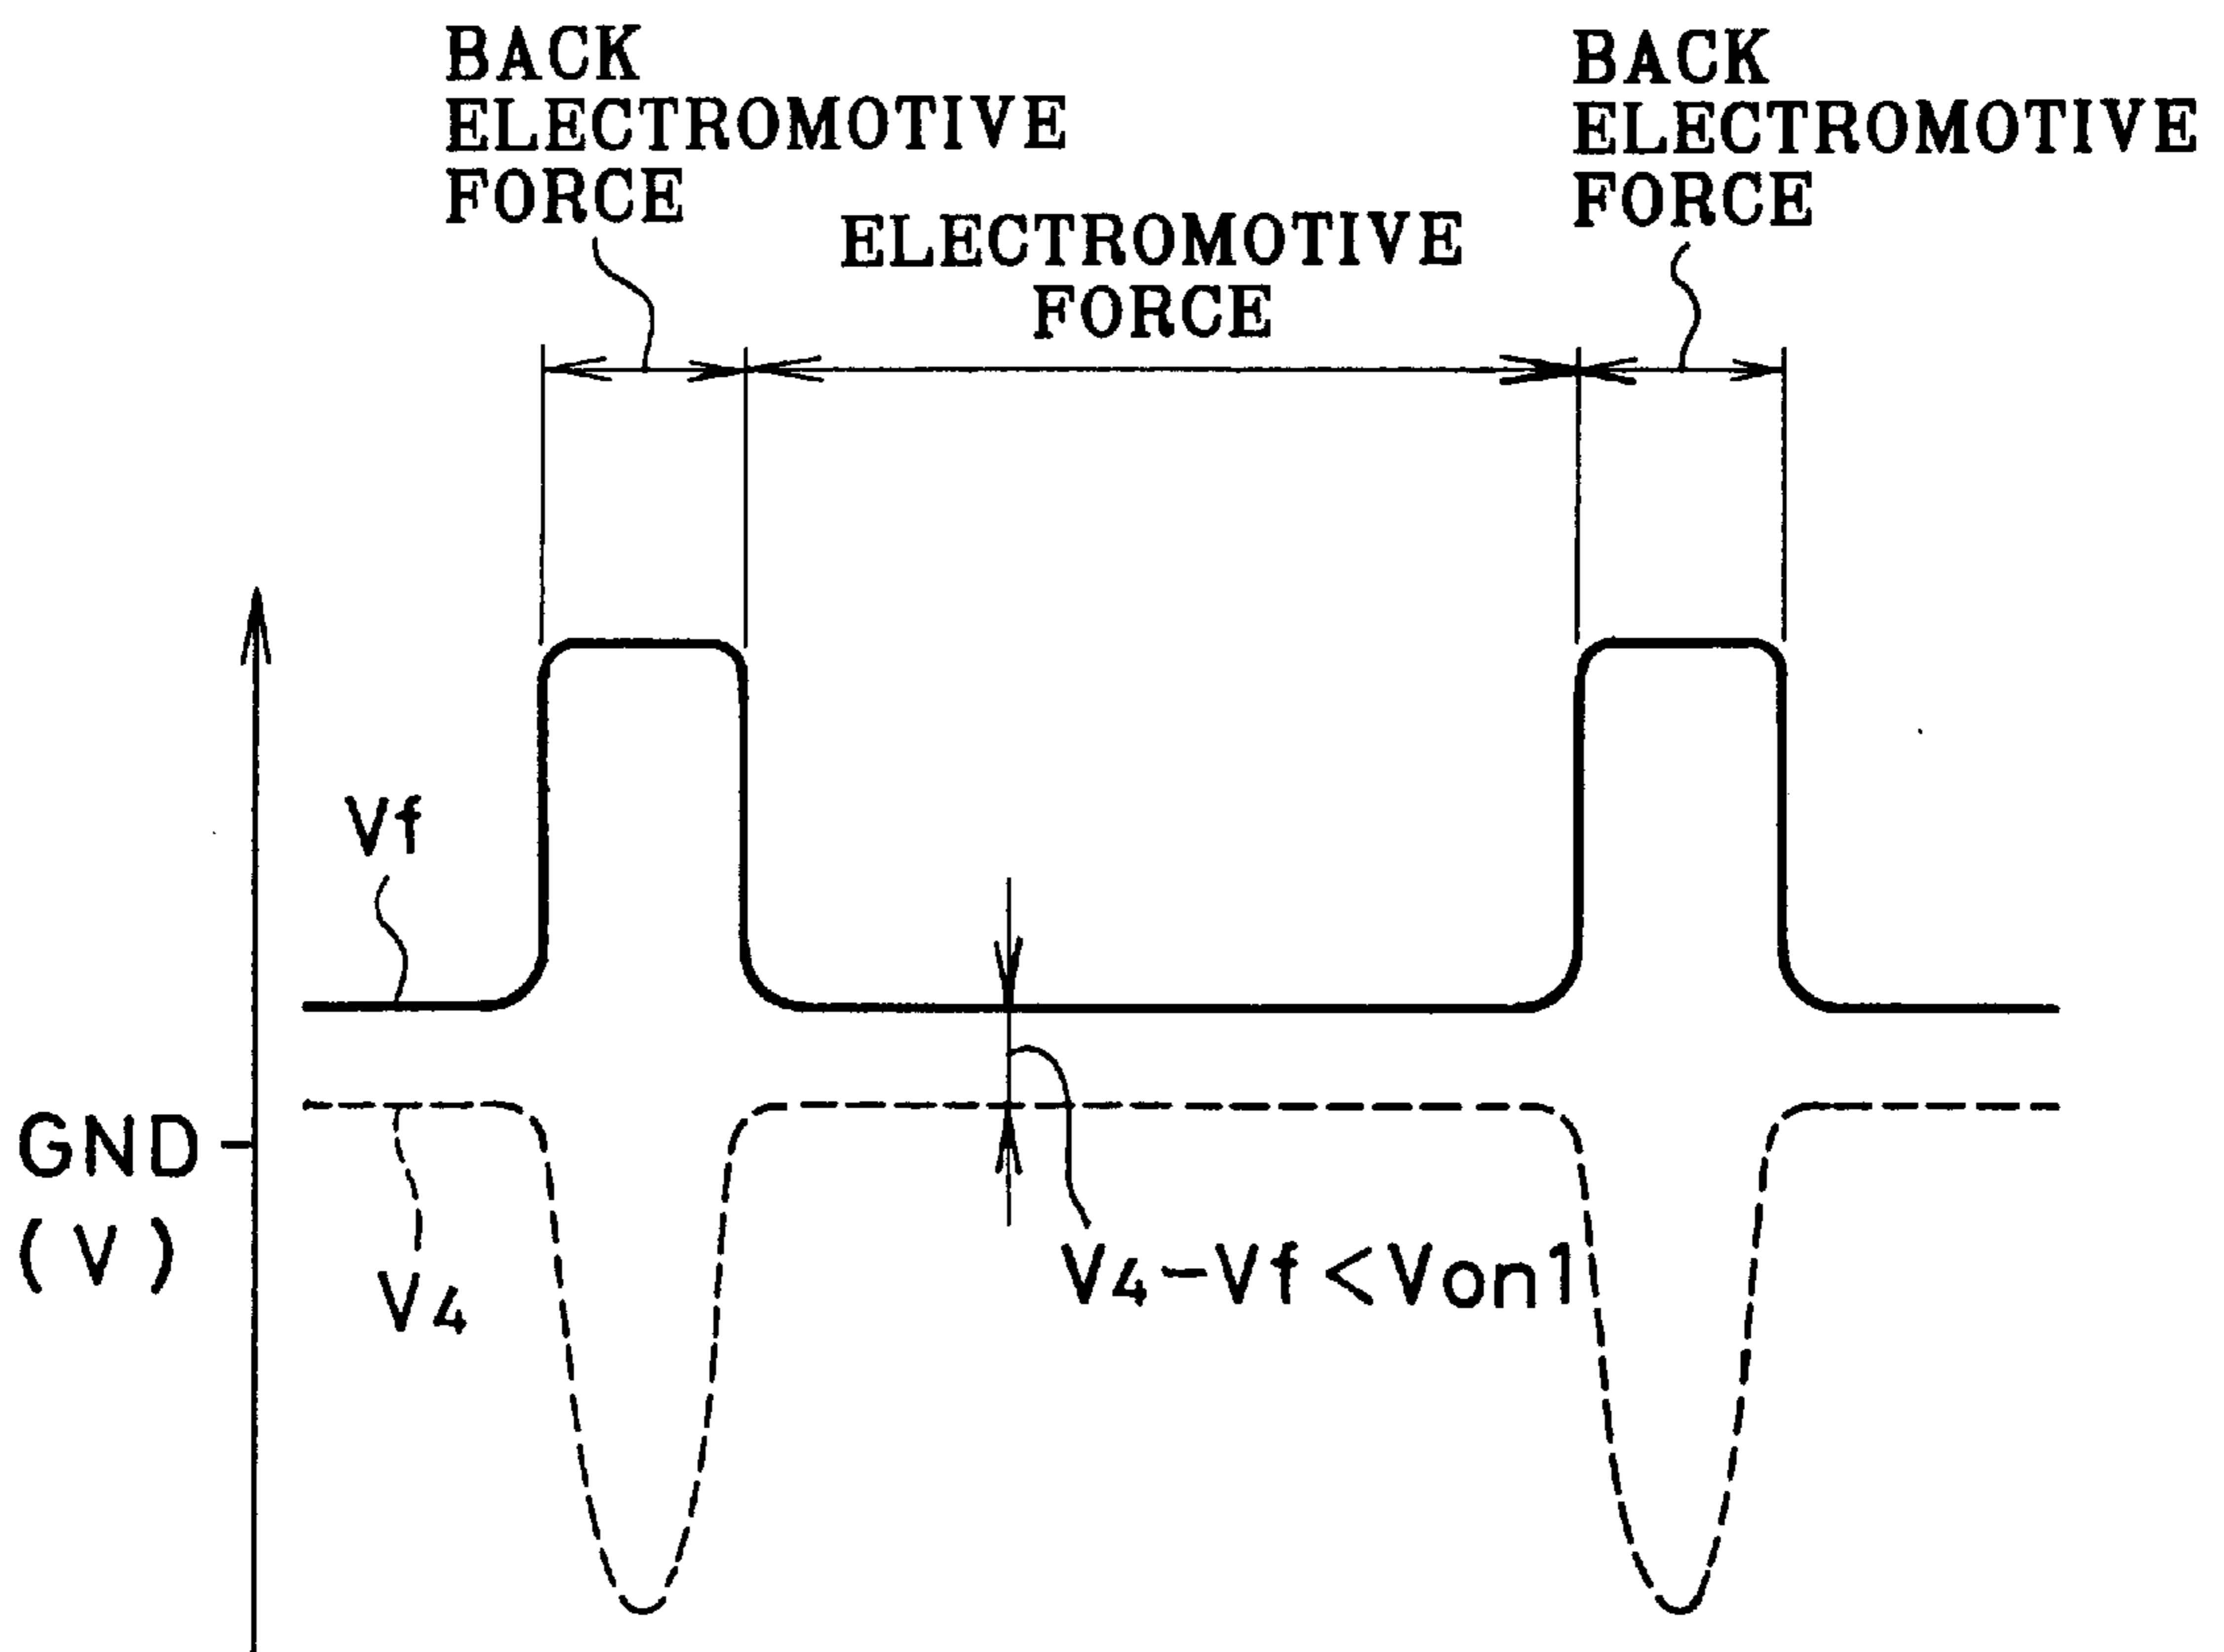 BACK
ELECTROMOTIVE
FORCE
ELECTROMOTIVE
FORCE
BACK
ELECTROMOTIVE
FORCE
Vf
GND
(V)
V4
V4-Vf<Von1